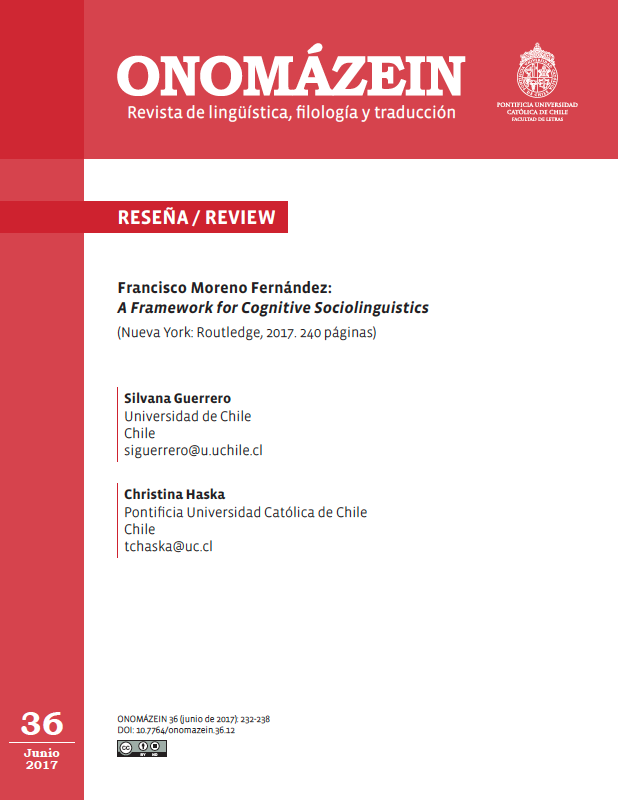 ONOMÁZEIN
Revista de lingüística, filología y traducción
PONTIFICIA UNIVERSIDAD
CATÓLICA DE CHILE
FACULTAD DE LETRAS
RESEÑA / REVIEW
Francisco Moreno Fernández:
A Framework for Cognitive Sociolinguistics
(Nueva York: Routledge, 2017. 240 páginas)
Silvana Guerrero
Universidad de Chile
Chile
siguerrero@u.uchile.cl
Christina Haska
Pontificia Universidad Católica de Chile
Chile
tchaska@uc.cl
36
Junio
2017
ONOMÁZEIN 36 (junio de 2017): 232-238
DOI: 10.7764/onomazein.36.12
cc
BY ND